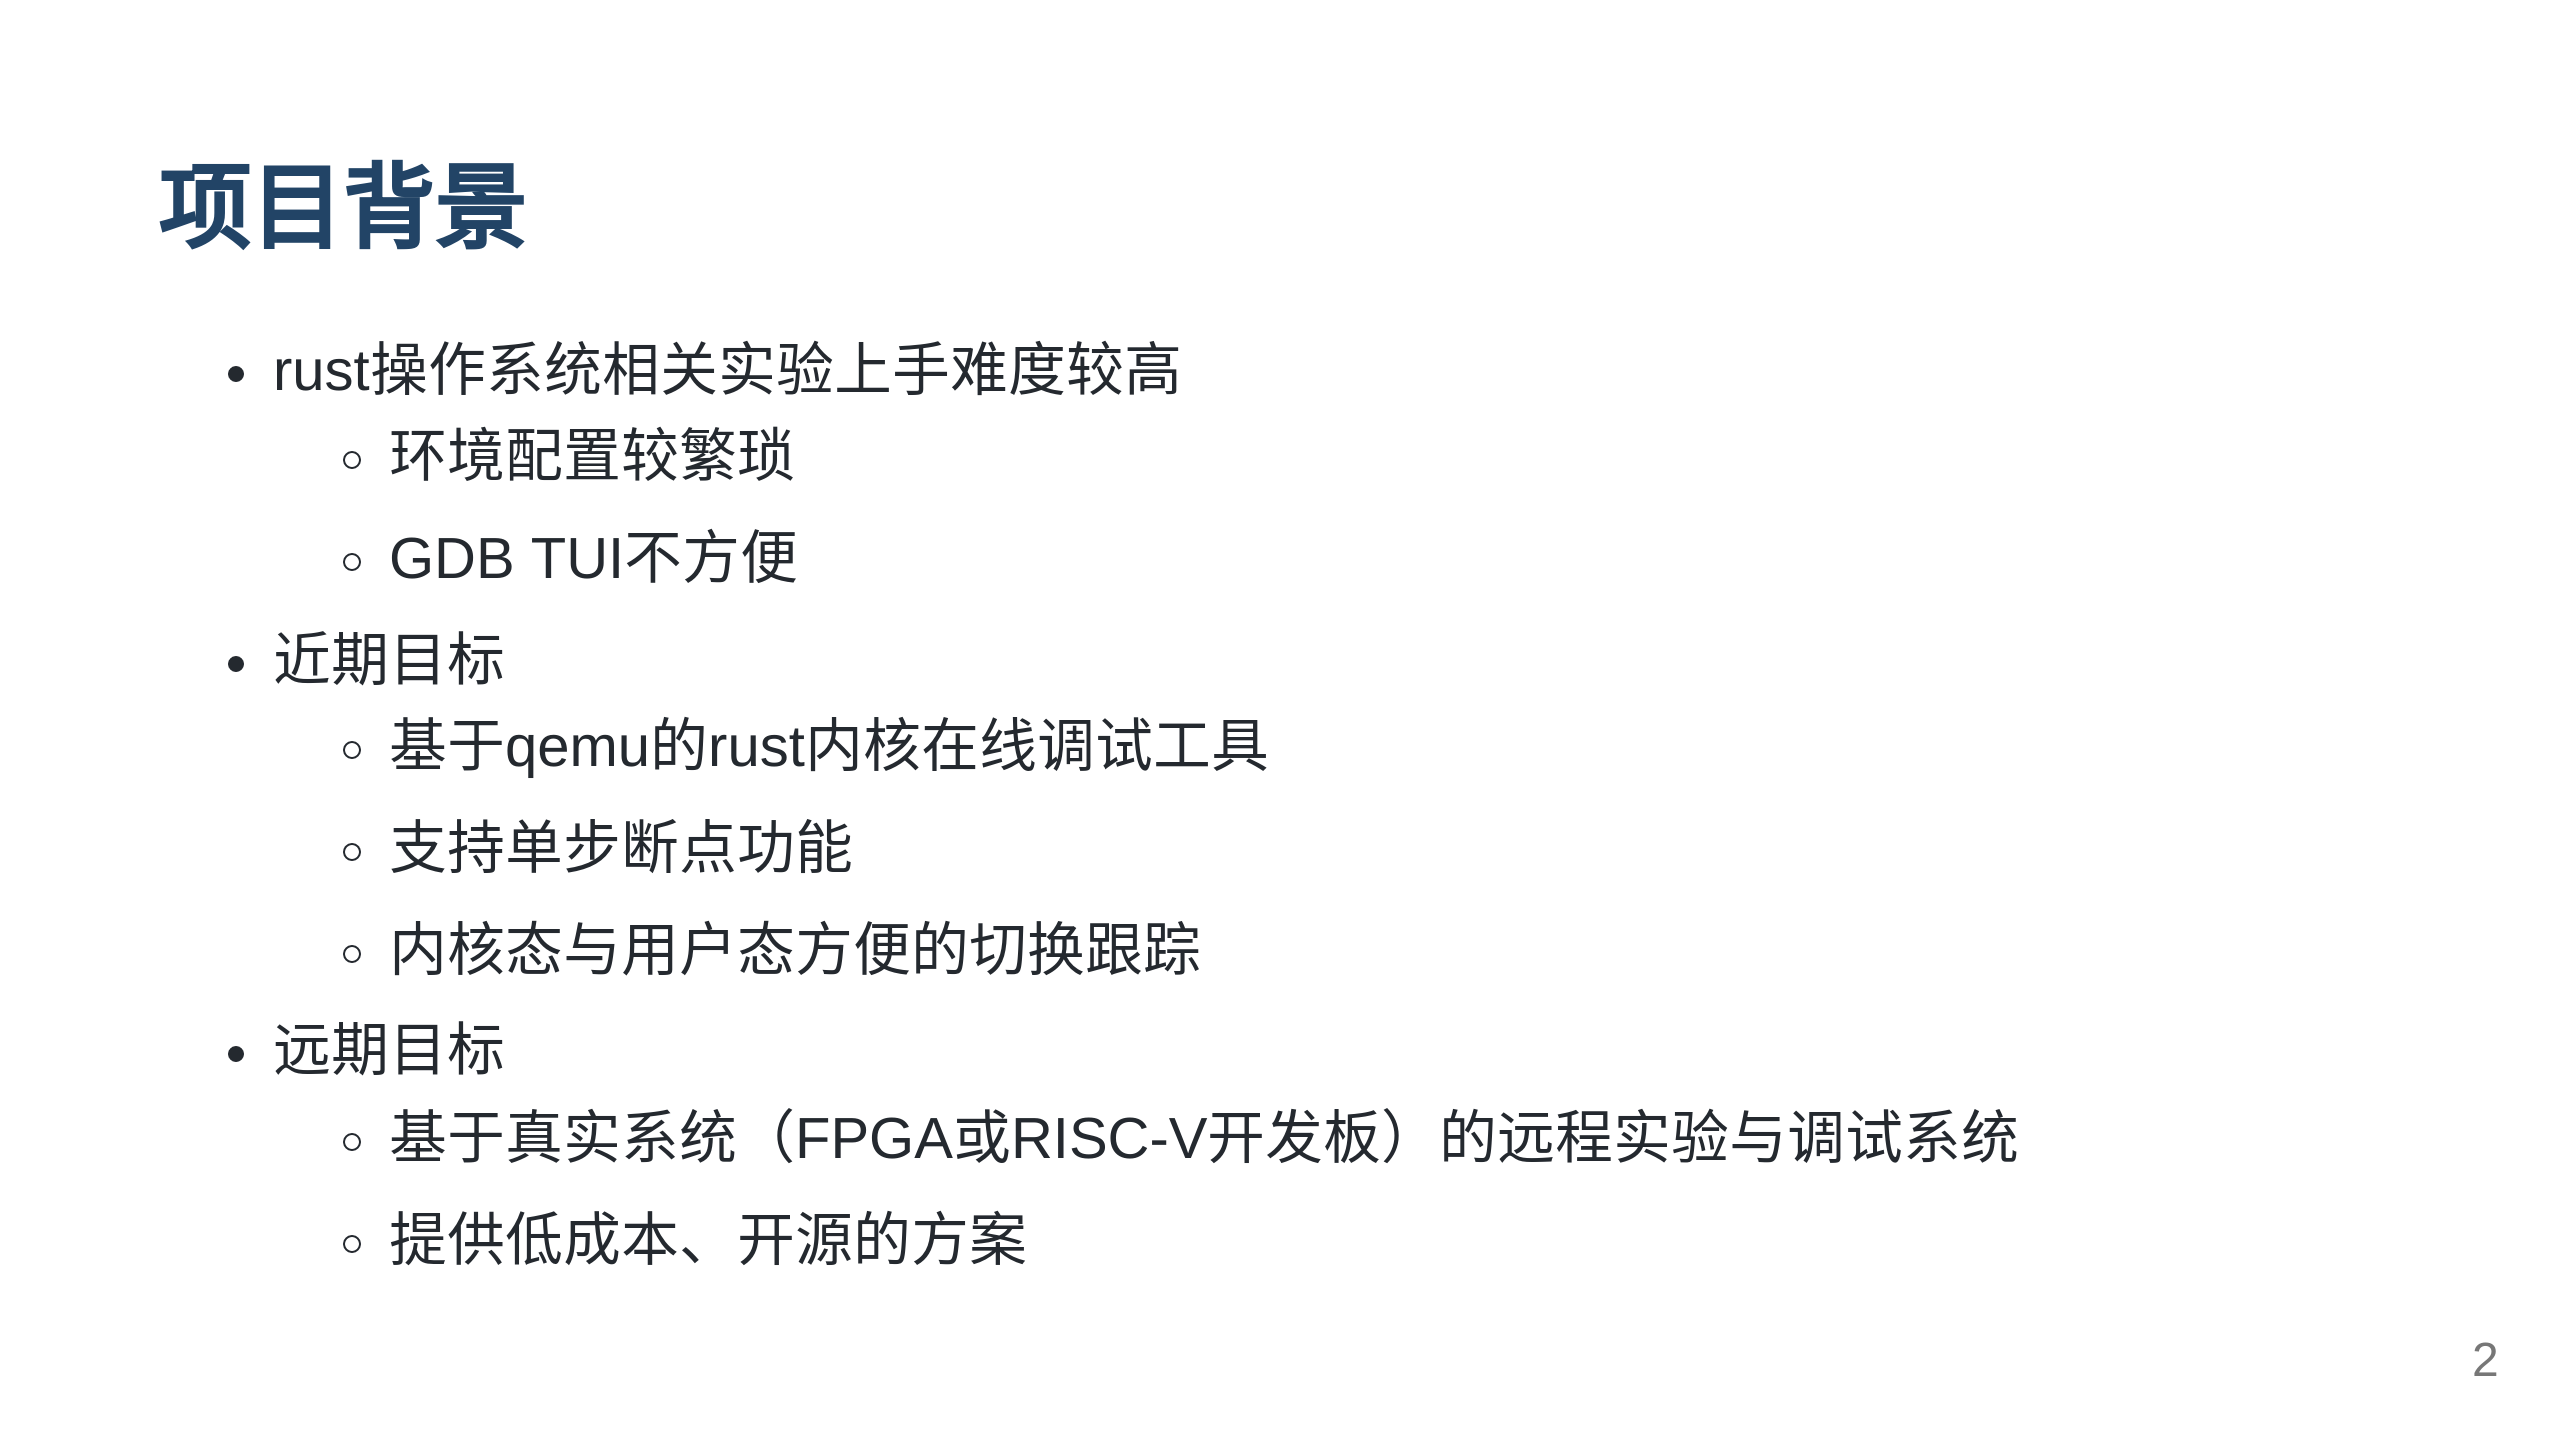 项目背景
rust操作系统相关实验上手难度较高
环境配置较繁琐
GDB TUI不方便
近期目标
基于qemu的rust内核在线调试工具
支持单步断点功能
内核态与用户态方便的切换跟踪
远期目标
基于真实系统（FPGA或RISC-V开发板）的远程实验与调试系统
提供低成本、开源的方案
2